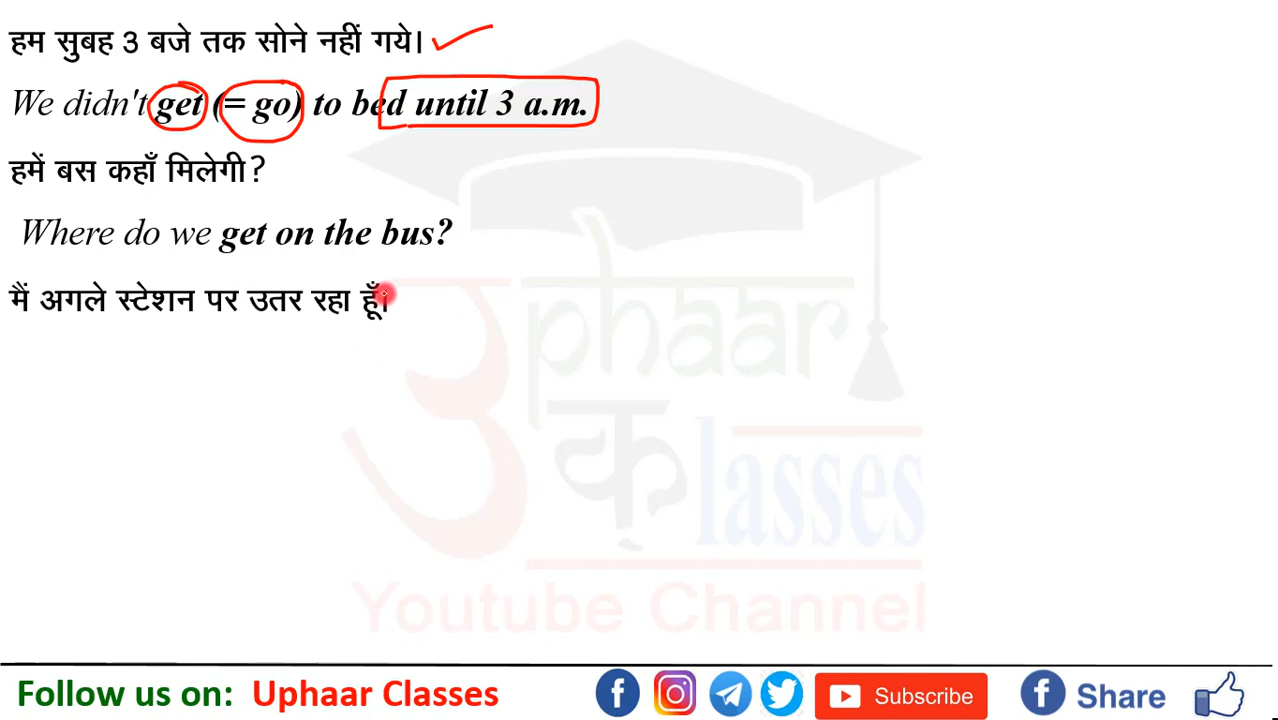 हम सुबह 3 बजे तक सोने नहीं गये।
We didn't get (= go) to bed until 3 a.m.
हमें बस कहाँ मिलेगी?
Where do we get on the bus?
मैं अगले स्टेशन पर उतर रहा हूँ।
उphaar
कlasses
Youtube Channel
Follow us on: Uphaar Classes
Subscribe
Share